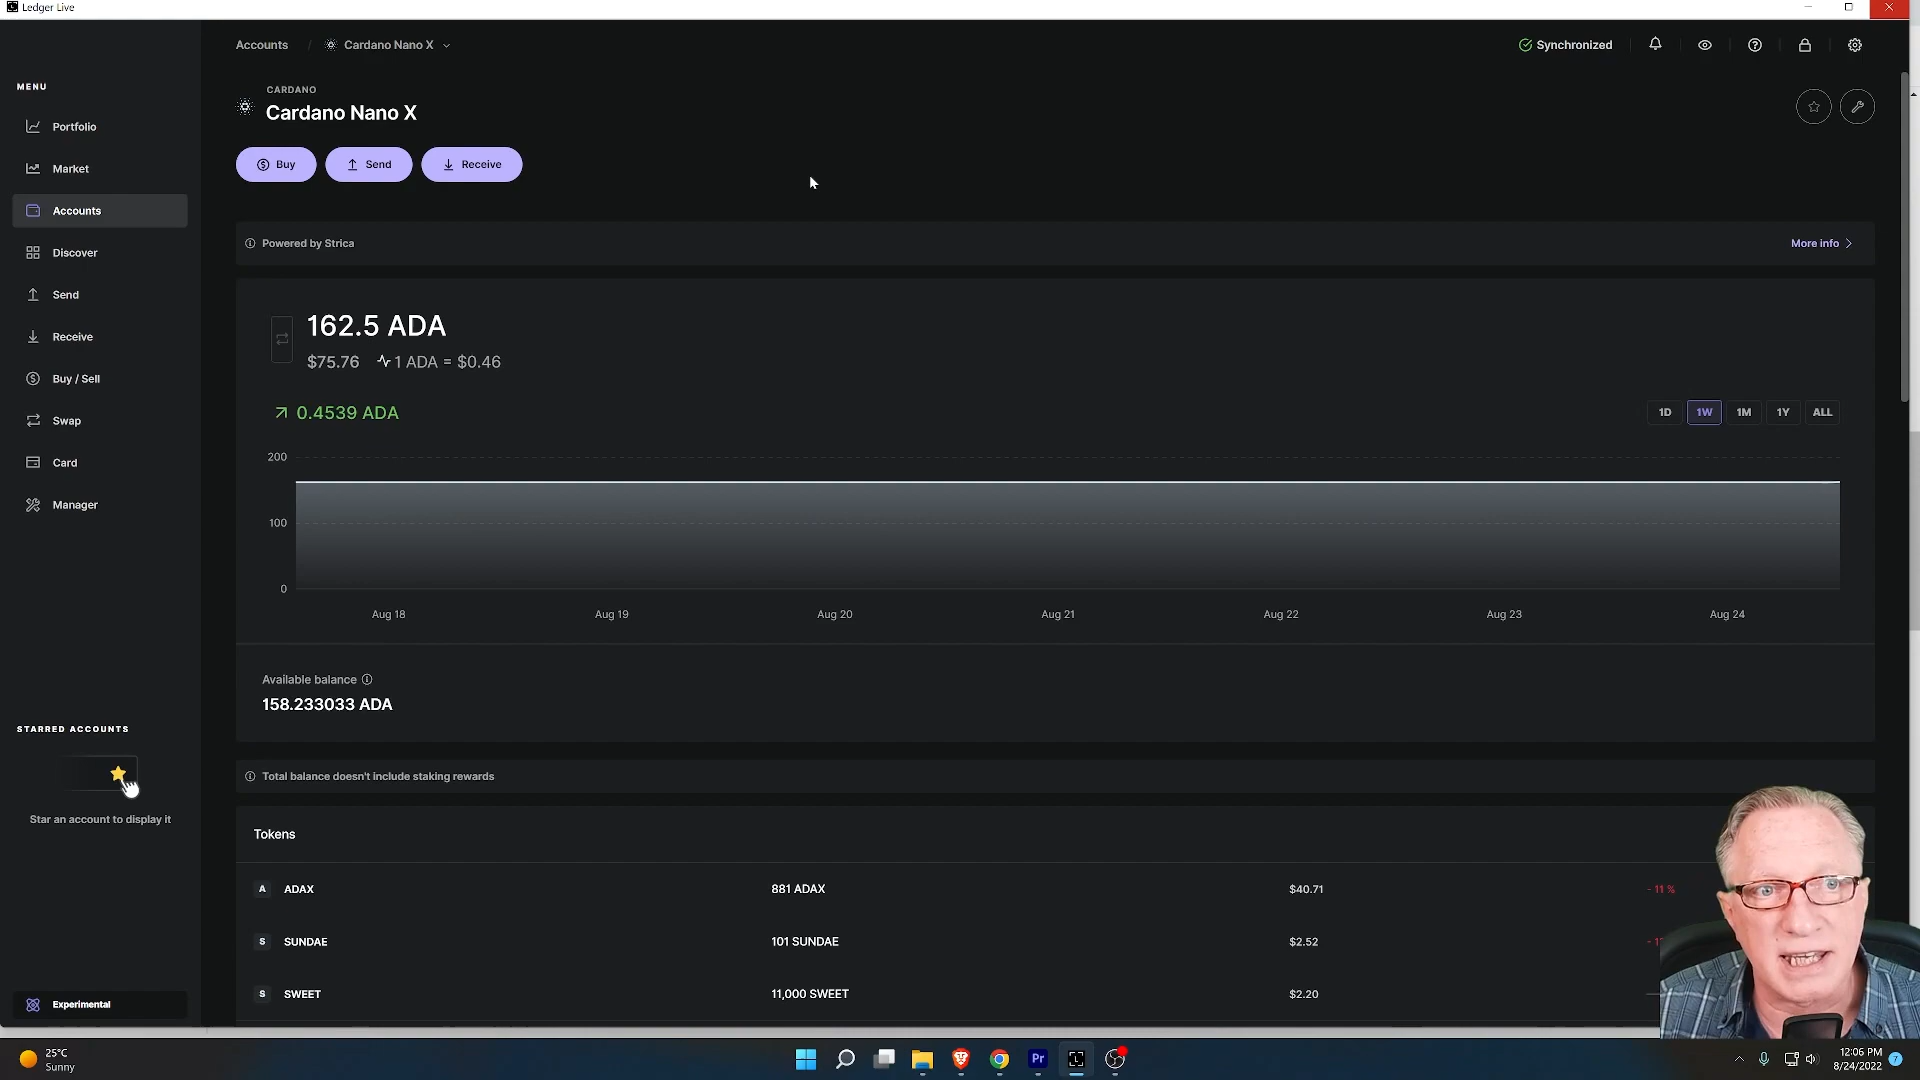 Ledger Live
Accounts / Cardano Nano X
Synchronized
MENU
Portfolio
Market
Accounts
Discover
Send
Receive
Buy / Sell
Swap
Card
Manager
STARRED ACCOUNTS
Star an account to display it
Experimental
CARDANO
Cardano Nano X
Buy
Send
Receive
Powered by Strica
More info
162.5 ADA
$75.76 1 ADA = $0.46
0.4539 ADA
1D 1W 1M 1Y ALL
200
100
0
Aug 18 Aug 19 Aug 20 Aug 21 Aug 22 Aug 23 Aug 24
Available balance
158.233033 ADA
Total balance doesn't include staking rewards
Tokens
A ADAX 881 ADAX $40.71 - 11 %
S SUNDAE 101 SUNDAE $2.52
S SWEET 11,000 SWEET $2.20
25°C
Sunny
Pr
12:06 PM
8/24/2022
7